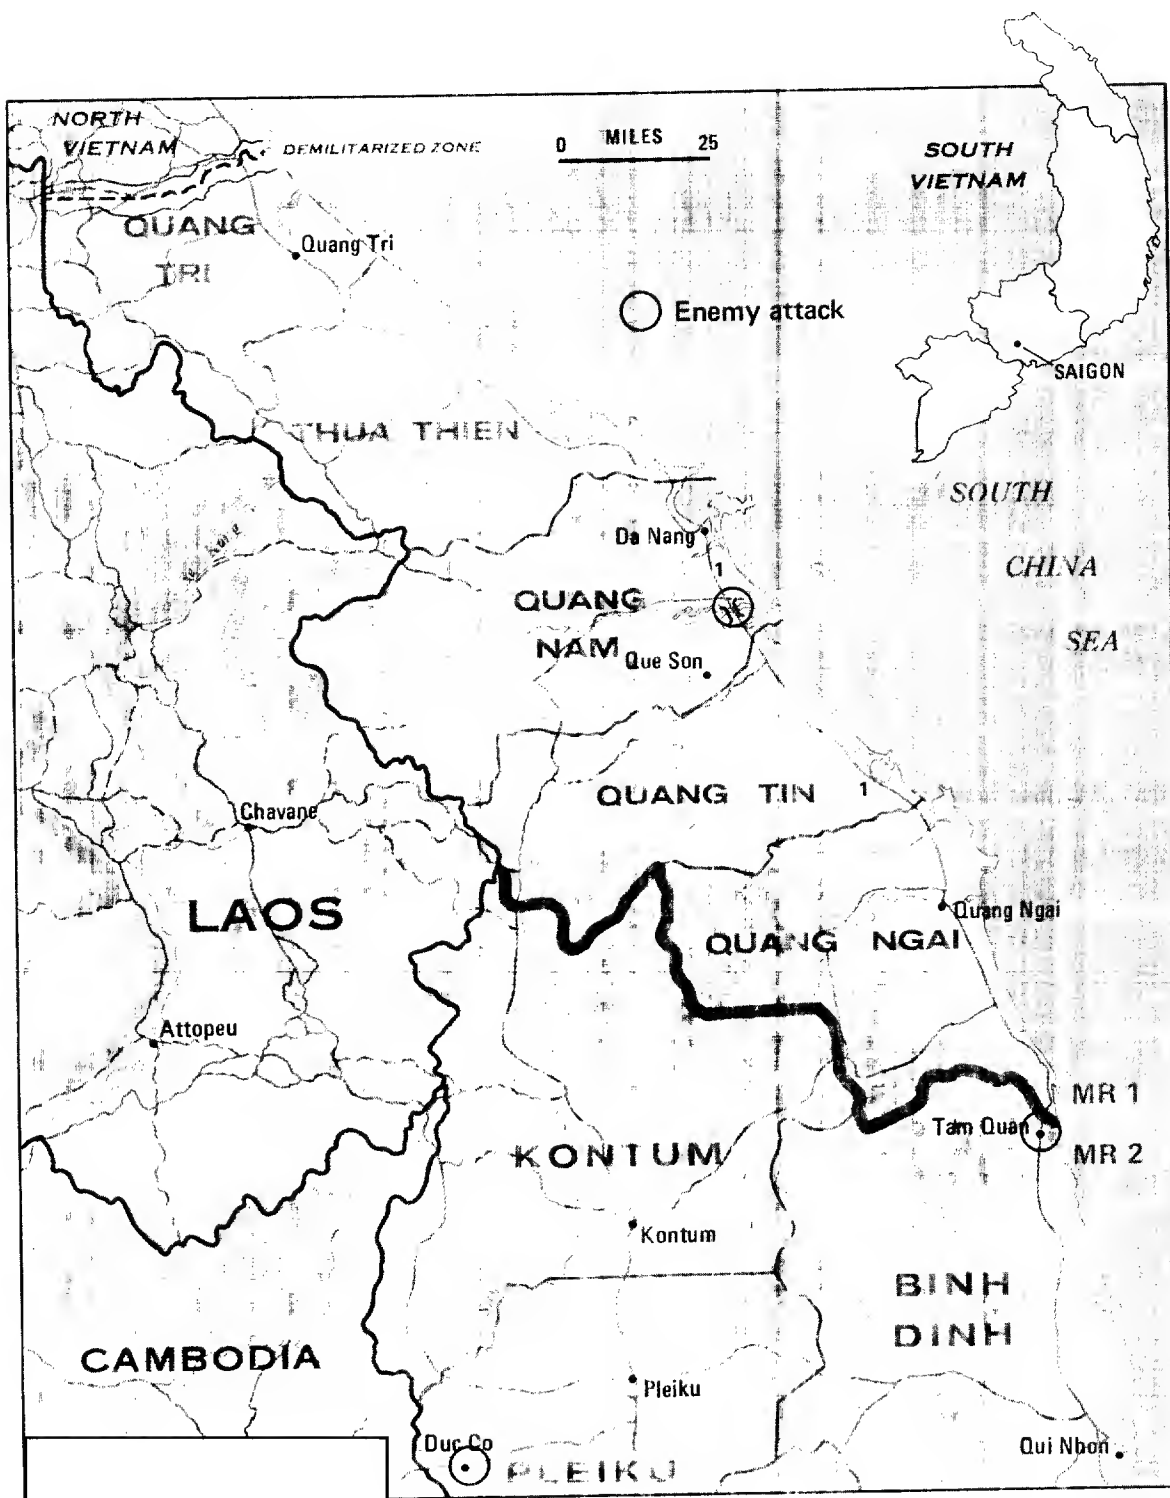 NORTH
VIETNAM
DEMILITARIZED ZONE
0 MILES 25
SOUTH
VIETNAM
QUANG
TRI
Quang Tri
Enemy attack
SAIGON
THUA THIEN
SOUTH
CHINA
SEA
Da Nang
1
QUANG
NAM
Que Son
QUANG TIN
1
Chavane
LAOS
Quang Ngai
QUANG NGAI
Attopeu
MR 1
Tam Quan
MR 2
KONTUM
Kontum
BINH
DINH
CAMBODIA
Pleiku
Duc Co
PLEIKU
Qui Nhon